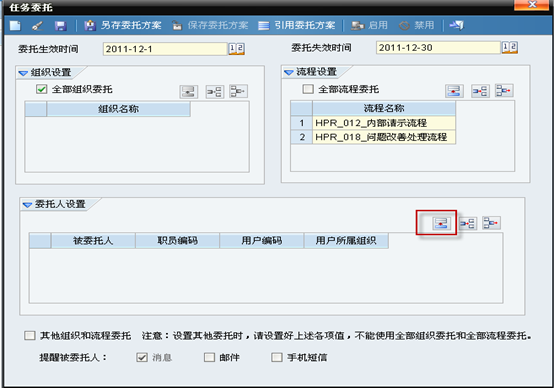 任务委托
另存委托方案 保存委托方案 引用委托方案 启用 禁用
委托生效时间 2011-12-1 委托失效时间 2011-12-30
组织设置 流程设置
全部组织委托 全部流程委托
组织名称 流程名称
1 HPR_012_内部请示流程
2 HPR_018_问题改善处理流程
委托人设置
被委托人 职员编码 用户编码 用户所属组织
其他组织和流程委托 注意：设置其他委托时，请设置好上述各项值，不能使用全部组织委托和全部流程委托。
提醒被委托人： 消息 邮件 手机短信